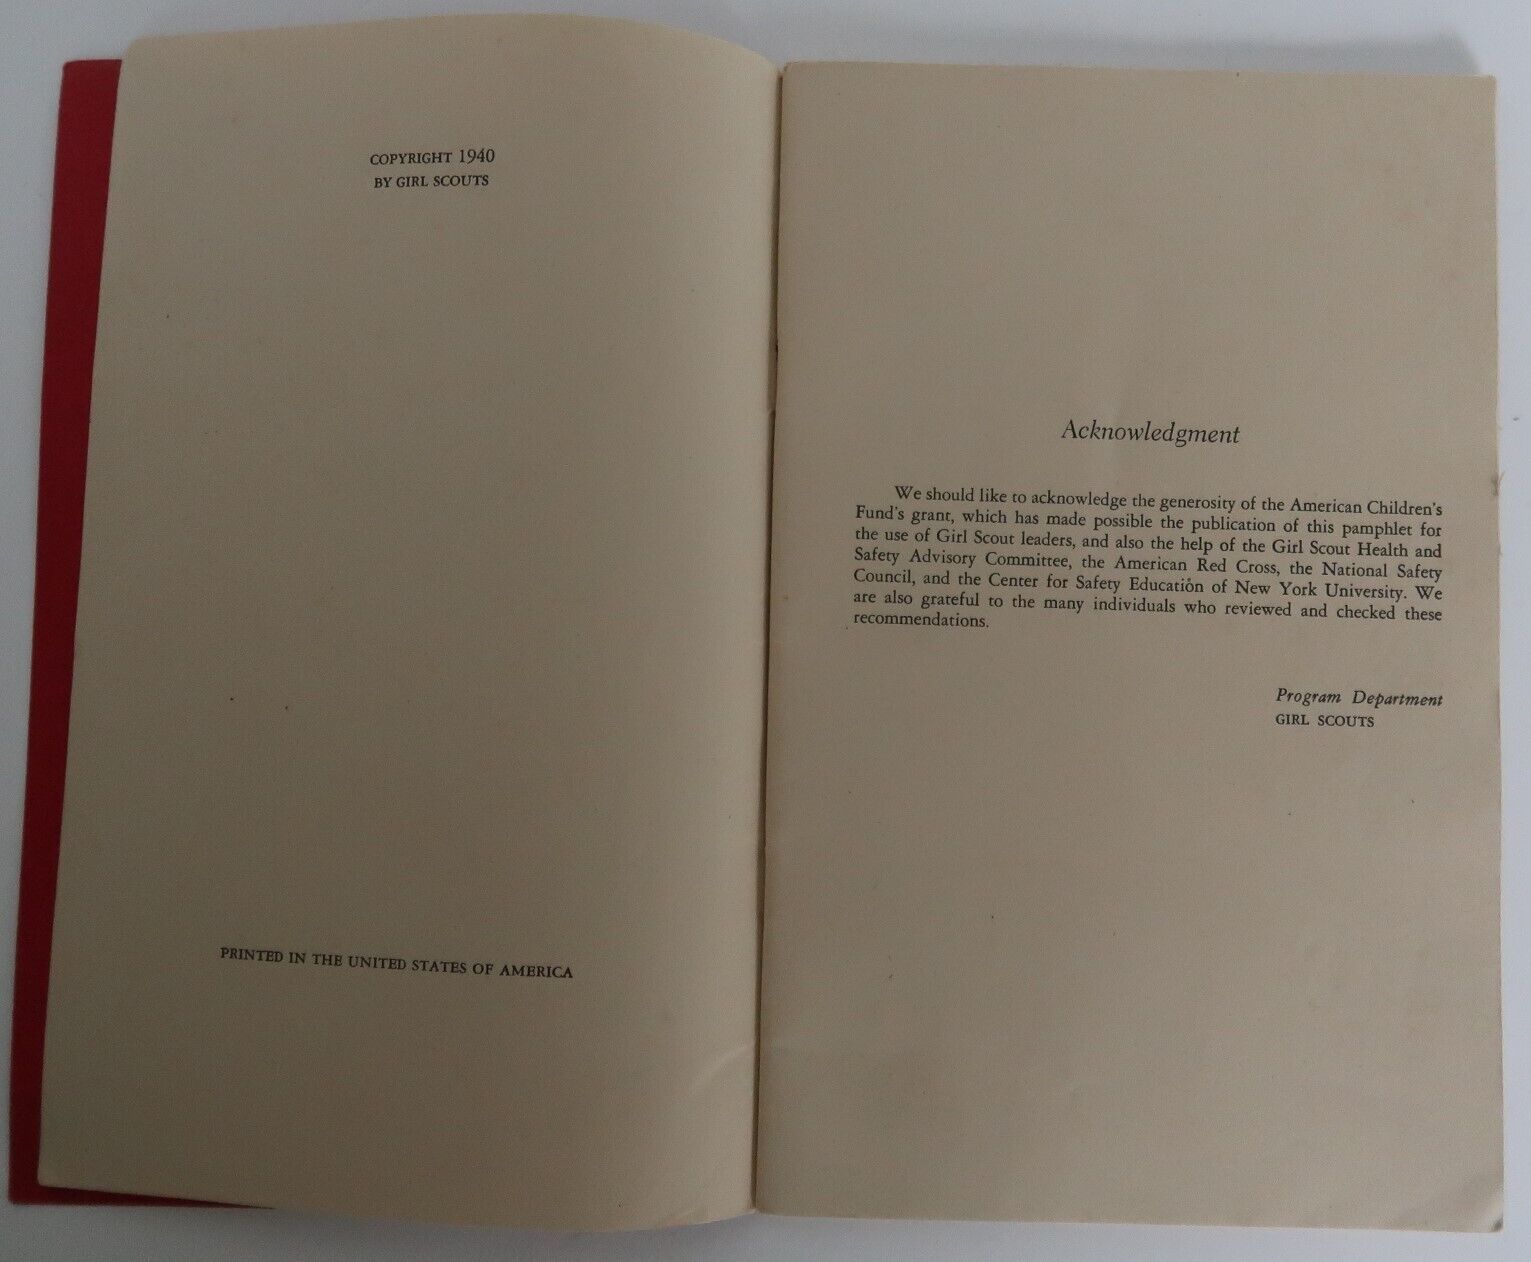 COPYRIGHT 1940
BY GIRL SCOUTS
PRINTED IN THE UNITED STATES OF AMERICA
Acknowledgment
We should like to acknowledge the generosity of the American Children's
Fund's grant, which has made possible the publication of this pamphlet for
the use of Girl Scout leaders, and also the help of the Girl Scout Health and
Safety Advisory Committee, the American Red Cross, the National Safety
Council, and the Center for Safety Education of New York University. We
are also grateful to the many individuals who reviewed and checked these
recommendations.
Program Department
GIRL SCOUTS